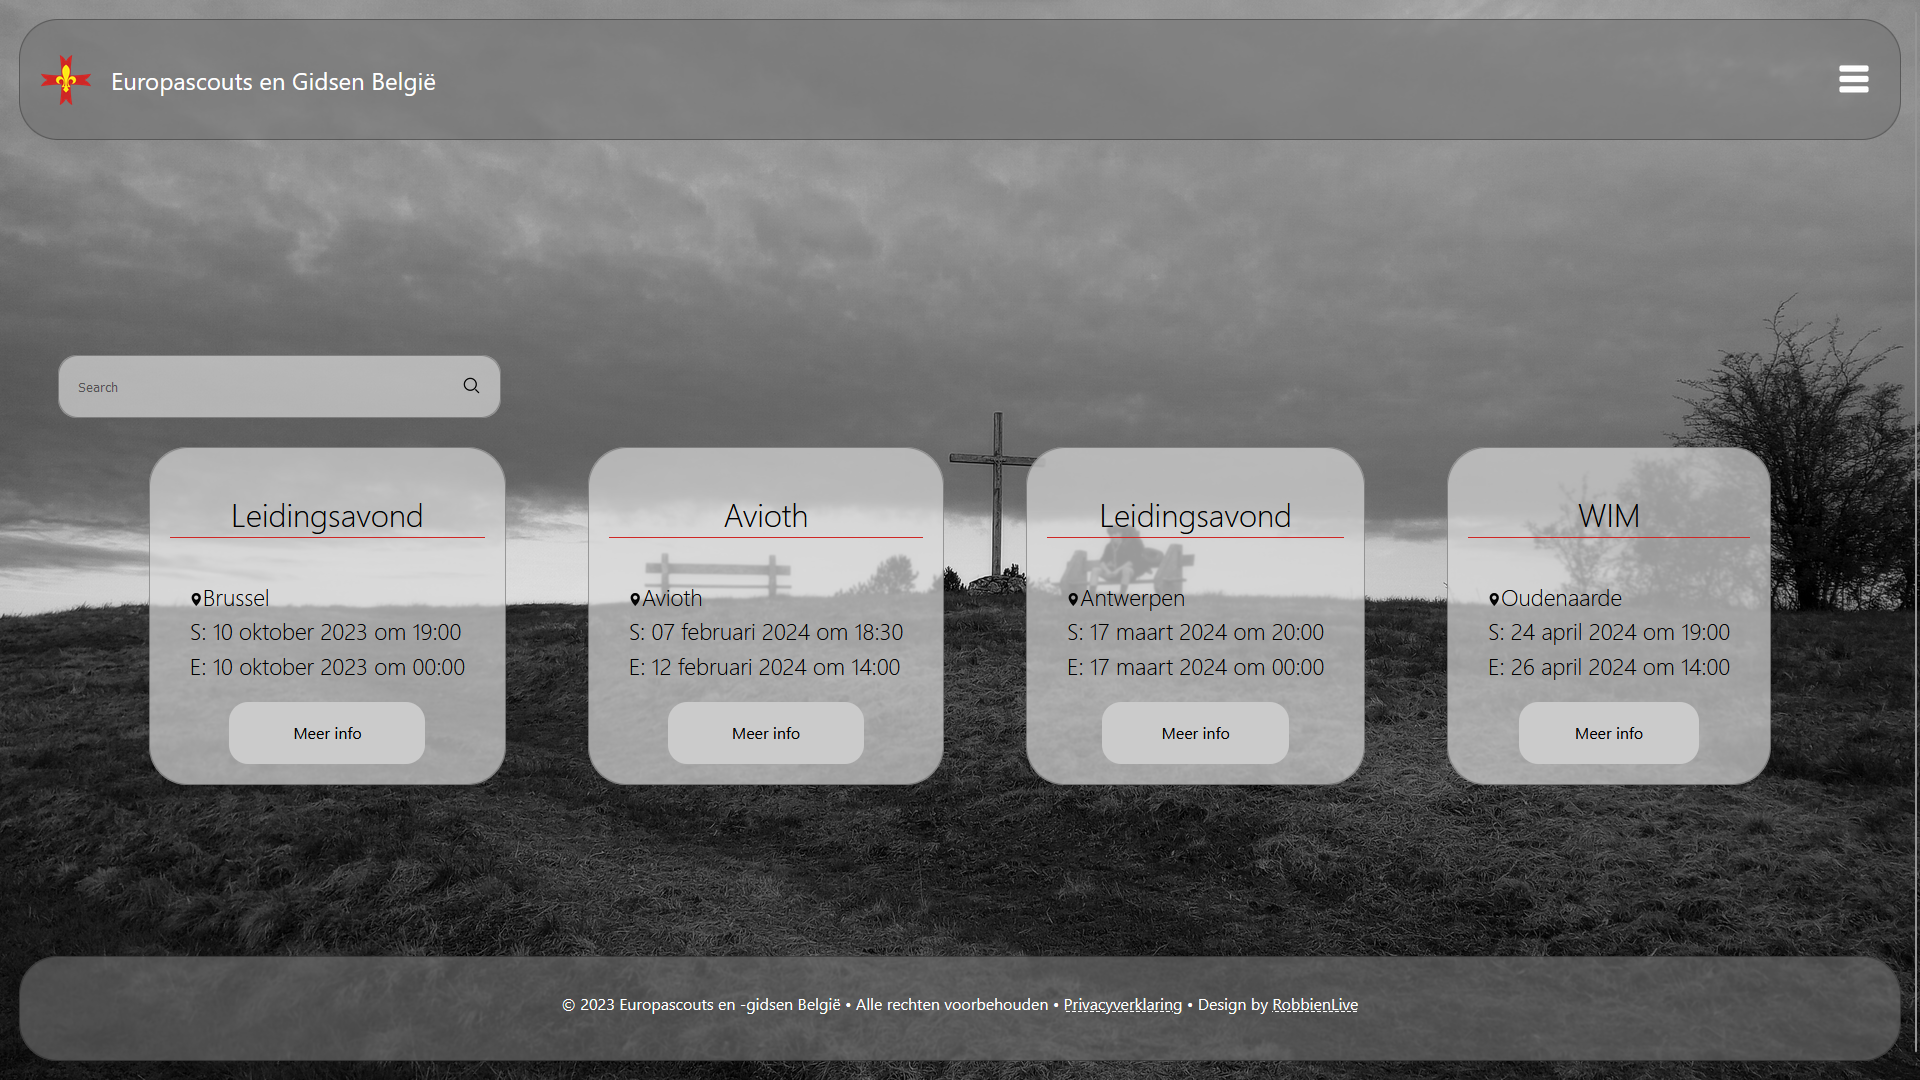 Europascouts en Gidsen België
Search
Leidingsavond
Brussel
S: 10 oktober 2023 om 19:00
E: 10 oktober 2023 om 00:00
Meer info
Avioth
Avioth
S: 07 februari 2024 om 18:30
E: 12 februari 2024 om 14:00
Meer info
Leidingsavond
Antwerpen
S: 17 maart 2024 om 20:00
E: 17 maart 2024 om 00:00
Meer info
WIM
Oudenaarde
S: 24 april 2024 om 19:00
E: 26 april 2024 om 14:00
Meer info
© 2023 Europascouts en -gidsen België • Alle rechten voorbehouden • Privacyverklaring • Design by RobbienLive